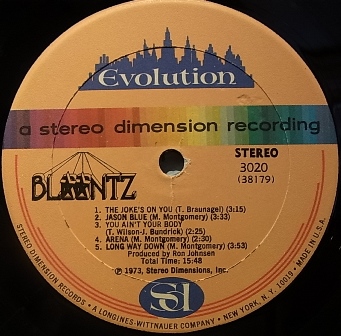 Evolution
a stereo dimension recording
STEREO
3020
(38179)
BLOONTZ
1. THE JOKE'S ON YOU (T. Braunagel) (3:15)
2. JASON BLUE (M. Montgomery) (3:33)
3. YOU AIN'T YOUR BODY
(T. Wilson-J. Bundrick) (2:25)
4. ARENA (M. Montgomery) (2:30)
5. LONG WAY DOWN (M. Montgomery) (3:53)
Produced by Ron Johnsen
Total Time: 15:48
Ⓟ 1973, Stereo Dimensions, Inc.
SD
STEREO DIMENSION RECORDS • A LONGINES-WITTNAUER COMPANY • NEW YORK, N.Y. 10019 • MADE IN U.S.A.